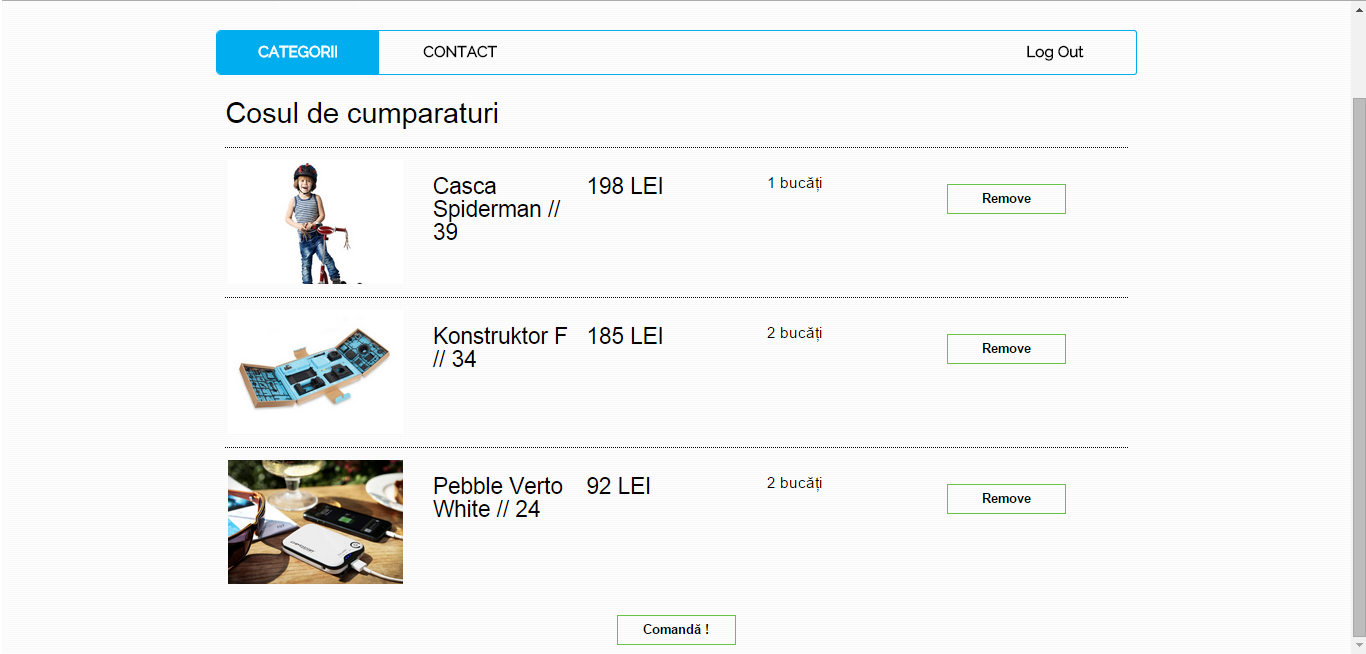 CATEGORII CONTACT Log Out
Cosul de cumparaturi
Casca 198 LEI 1 bucăți Remove
Spiderman //
39
Konstruktor F 185 LEI 2 bucăți Remove
// 34
Pebble Verto 92 LEI 2 bucăți Remove
White // 24
Comandă !